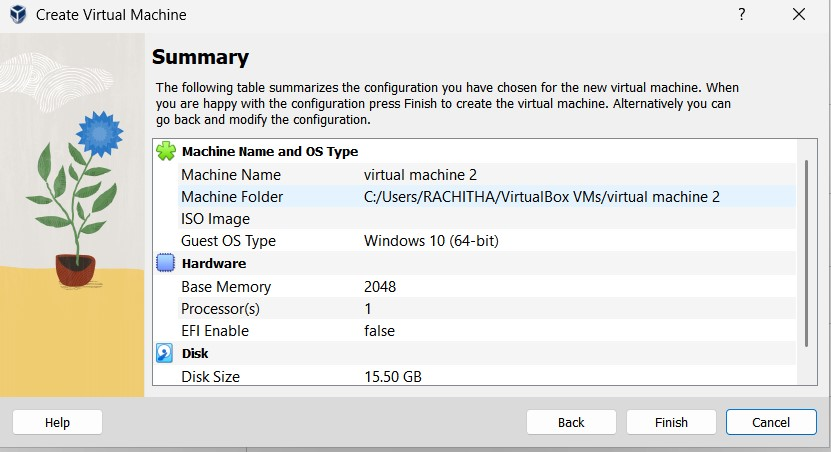 Create Virtual Machine
?
Summary
The following table summarizes the configuration you have chosen for the new virtual machine. When
you are happy with the configuration press Finish to create the virtual machine. Alternatively you can
go back and modify the configuration.
Machine Name and OS Type
Machine Name virtual machine 2
Machine Folder C:/Users/RACHITHA/VirtualBox VMs/virtual machine 2
ISO Image
Guest OS Type Windows 10 (64-bit)
Hardware
Base Memory 2048
Processor(s) 1
EFI Enable false
Disk
Disk Size 15.50 GB
Help Back Finish Cancel